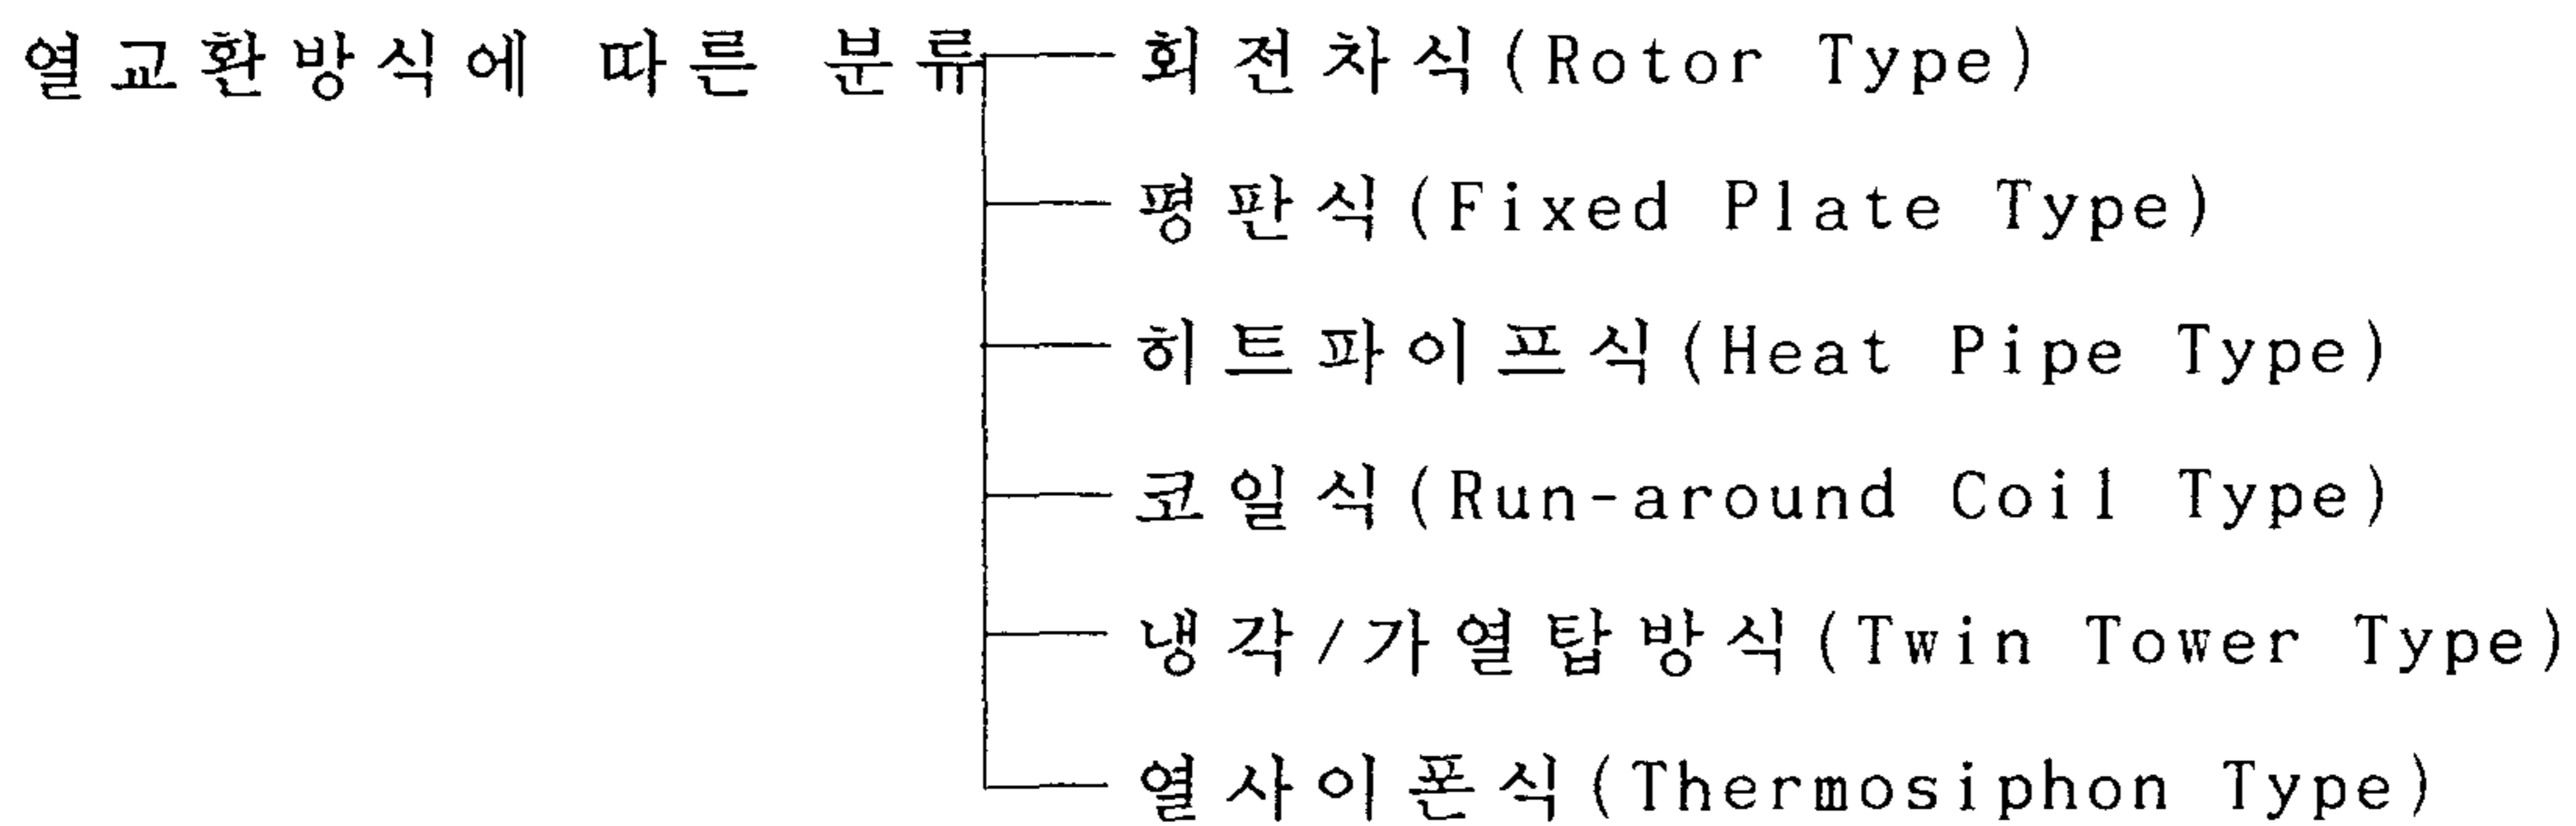 열교환방식에 따른 분류 회전차식(Rotor Type)
평판식(Fixed Plate Type)
히트파이프식(Heat Pipe Type)
코일식(Run-around Coil Type)
냉각/가열탑방식(Twin Tower Type)
열사이폰식(Thermosiphon Type)